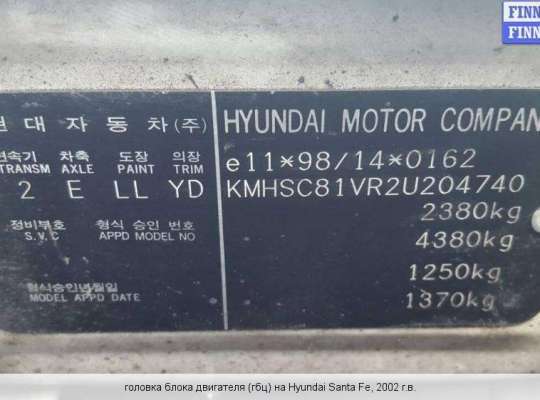 FINN
FINN
현대자동차(주) HYUNDAI MOTOR COMPAN
변속기 차축 도장 의장
TRANSM AXLE PAINT TRIM
2 E LL YD
e11*98/14*0162
KMHSC81VR2U204740
정비부호 형식 승인 번호
S.V.C APPD MODEL NO
2380kg
4380kg
형식승인년월일
MODEL APPD DATE
1250kg
1370kg
головка блока двигателя (гбц) на Hyundai Santa Fe, 2002 г.в.